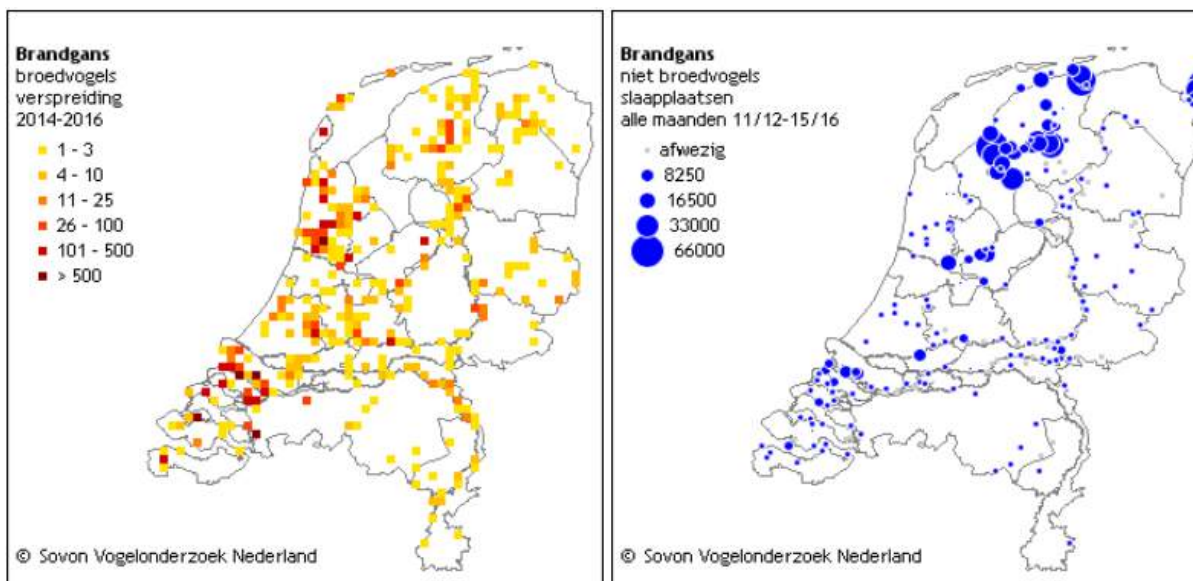 Brandgans
broedvogels
verspreiding
2014-2016
1 - 3
4 - 10
11 - 25
26 - 100
101 - 500
> 500
© Sovon Vogelonderzoek Nederland
Brandgans
niet broedvogels
slaapplaatsen
alle maanden 11/12-15/16
afwezig
8250
16500
33000
66000
© Sovon Vogelonderzoek Nederland